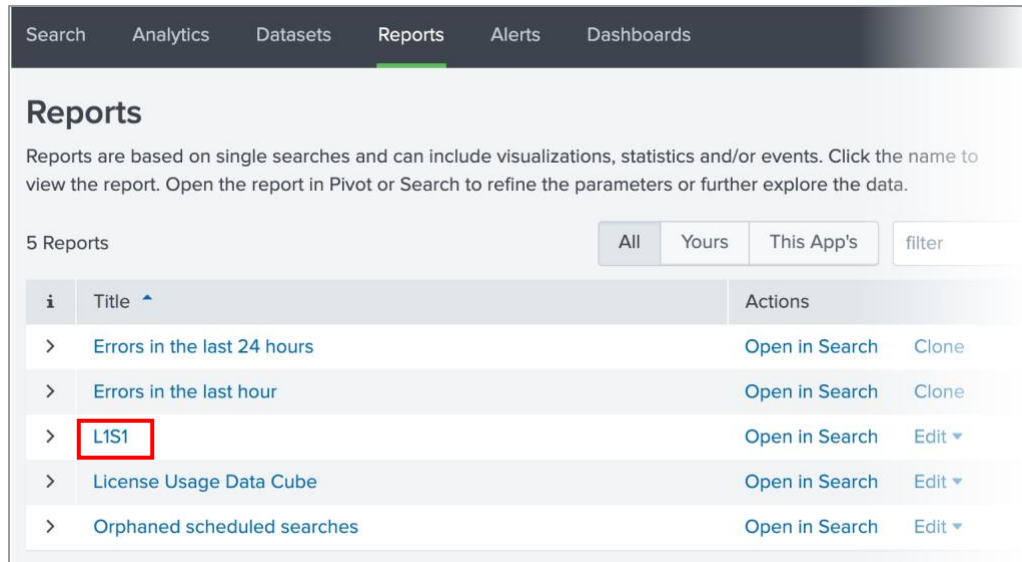 Search Analytics Datasets Reports Alerts Dashboards
Reports
Reports are based on single searches and can include visualizations, statistics and/or events. Click the name to
view the report. Open the report in Pivot or Search to refine the parameters or further explore the data.
5 Reports All Yours This App's filter
i Title Actions
Errors in the last 24 hours Open in Search Clone
Errors in the last hour Open in Search Clone
L1S1 Open in Search Edit
License Usage Data Cube Open in Search Edit
Orphaned scheduled searches Open in Search Edit